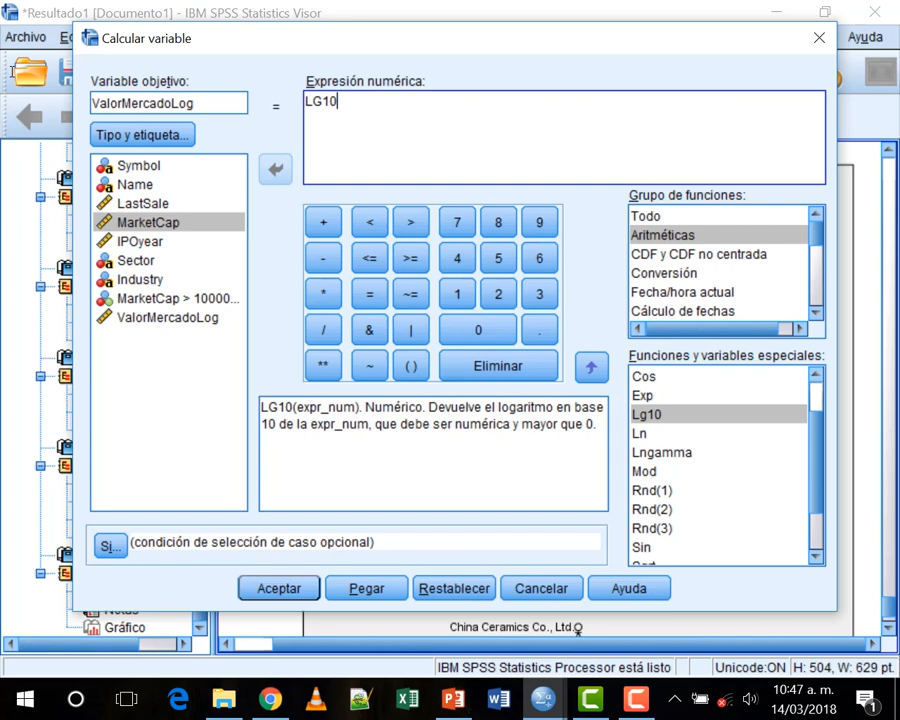 *Resultado1 [Documento1] - IBM SPSS Statistics Visor
Archivo
Ayuda
Calcular variable
Variable objetivo:
Expresión numérica:
ValorMercadoLog
=
LG10
Tipo y etiqueta...
Symbol
Name
LastSale
MarketCap
IPOyear
Sector
Industry
MarketCap > 10000...
ValorMercadoLog
+ < > 7 8 9
- <= >= 4 5 6
* = ~= 1 2 3
/ & | 0 .
** ~ ( ) Eliminar
Grupo de funciones:
Todo
Aritméticas
CDF y CDF no centrada
Conversión
Fecha/hora actual
Cálculo de fechas
Funciones y variables especiales:
Cos
Exp
Lg10
Ln
Lngamma
Mod
Rnd(1)
Rnd(2)
Rnd(3)
Sin
LG10(expr_num). Numérico. Devuelve el logaritmo en base
10 de la expr_num, que debe ser numérica y mayor que 0.
Si...
(condición de selección de caso opcional)
Aceptar
Pegar
Restablecer
Cancelar
Ayuda
Notas
Gráfico
China Ceramics Co., Ltd.
IBM SPSS Statistics Processor está listo
Unicode:ON
H: 504, W: 629 pt.
10:47 a. m.
14/03/2018
1